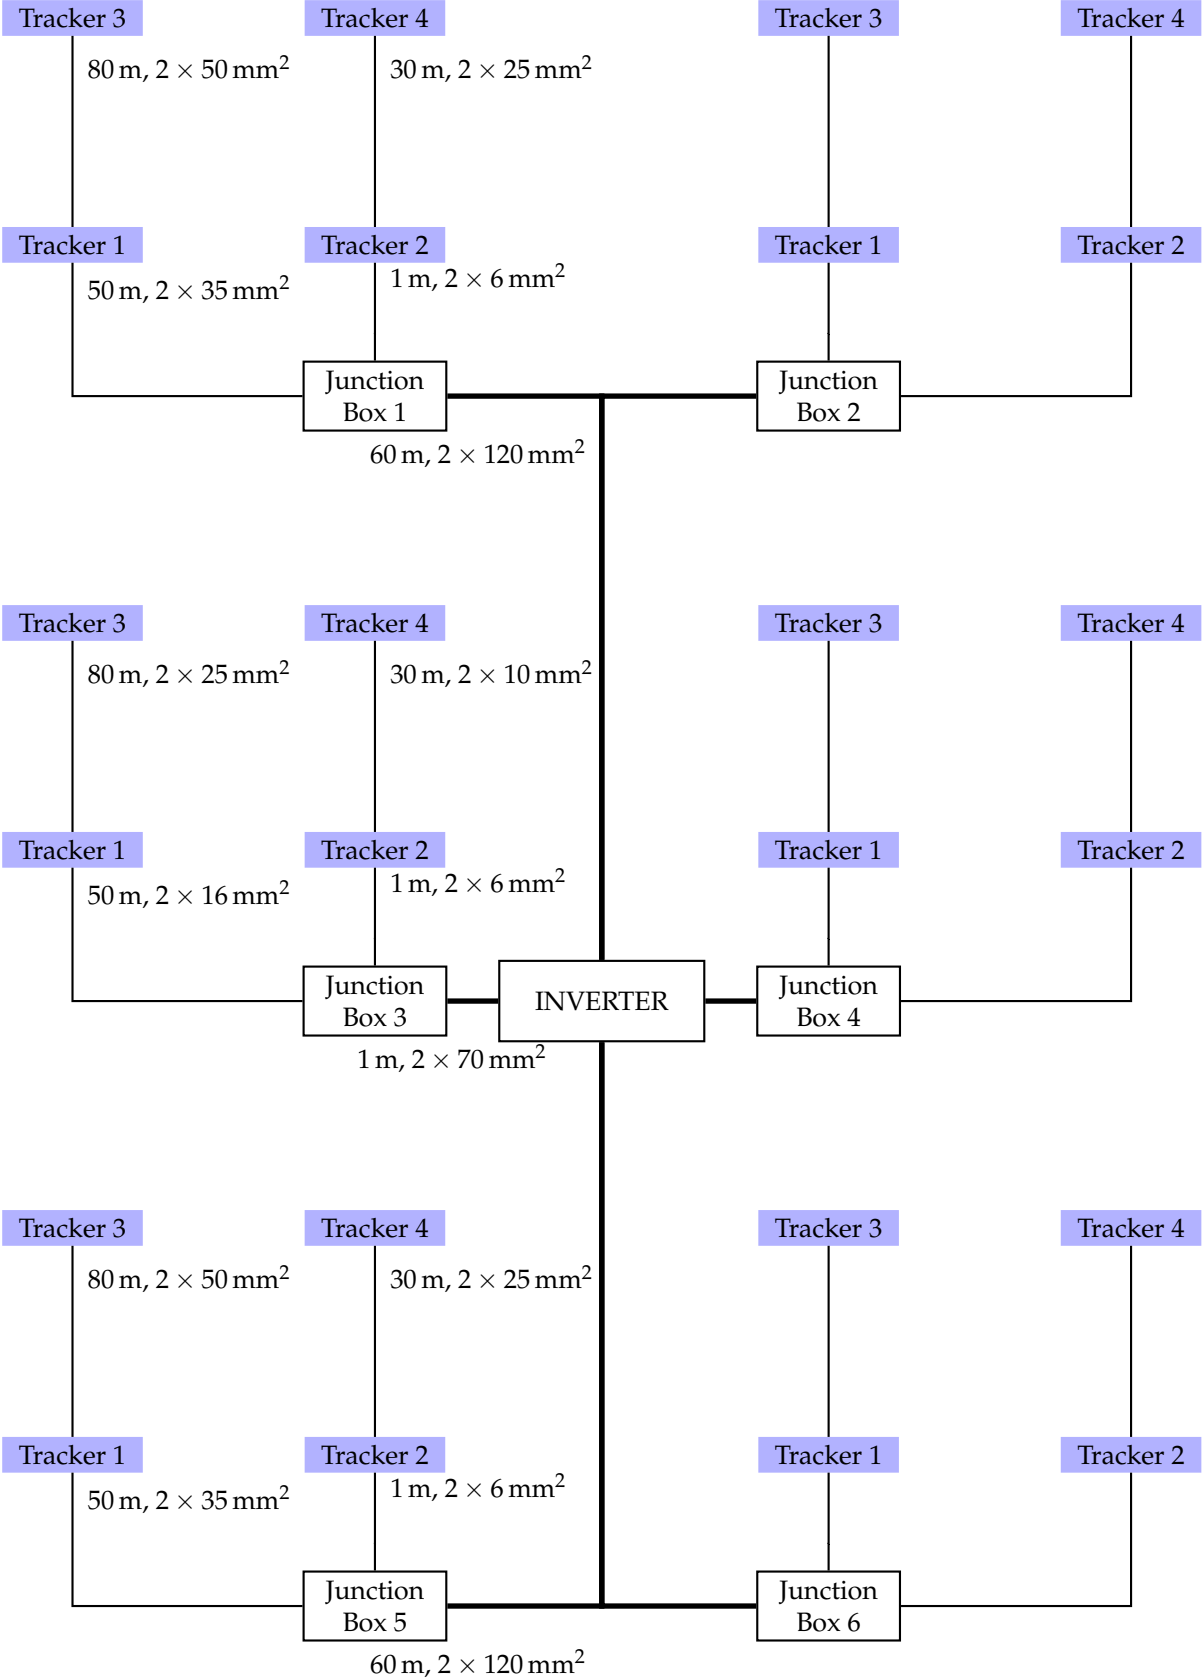 Tracker 3
Tracker 4
Tracker 3
Tracker 4
80 m, 2 × 50 mm²
30 m, 2 × 25 mm²
Tracker 1
Tracker 2
Tracker 1
Tracker 2
50 m, 2 × 35 mm²
1 m, 2 × 6 mm²
Junction
Box 1
Junction
Box 2
60 m, 2 × 120 mm²
Tracker 3
Tracker 4
Tracker 3
Tracker 4
80 m, 2 × 25 mm²
30 m, 2 × 10 mm²
Tracker 1
Tracker 2
Tracker 1
Tracker 2
50 m, 2 × 16 mm²
1 m, 2 × 6 mm²
Junction
Box 3
INVERTER
Junction
Box 4
1 m, 2 × 70 mm²
Tracker 3
Tracker 4
Tracker 3
Tracker 4
80 m, 2 × 50 mm²
30 m, 2 × 25 mm²
Tracker 1
Tracker 2
Tracker 1
Tracker 2
50 m, 2 × 35 mm²
1 m, 2 × 6 mm²
Junction
Box 5
Junction
Box 6
60 m, 2 × 120 mm²